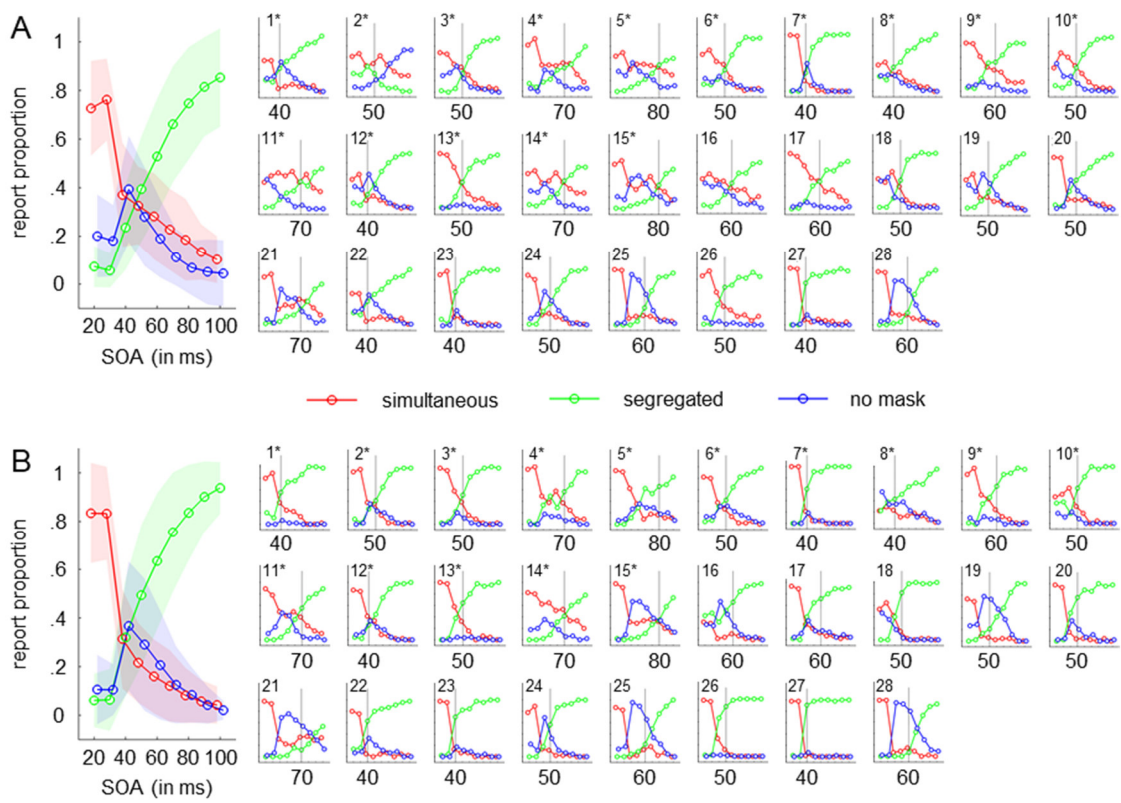 A
1
.8
.6
.4
.2
0
report proportion
20 40 60 80 100
SOA (in ms)
1* 2* 3* 4* 5* 6* 7* 8* 9* 10*
40 50 50 70 80 50 40 40 60 50
11* 12* 13* 14* 15* 16 17 18 19 20
70 40 50 70 80 60 60 50 50 50
21 22 23 24 25 26 27 28
70 40 40 50 60 50 40 60
simultaneous segregated no mask
B
1
.8
.6
.4
.2
0
report proportion
20 40 60 80 100
SOA (in ms)
1* 2* 3* 4* 5* 6* 7* 8* 9* 10*
40 50 50 70 80 50 40 40 60 50
11* 12* 13* 14* 15* 16 17 18 19 20
70 40 50 70 80 60 60 50 50 50
21 22 23 24 25 26 27 28
70 40 40 50 60 50 40 60